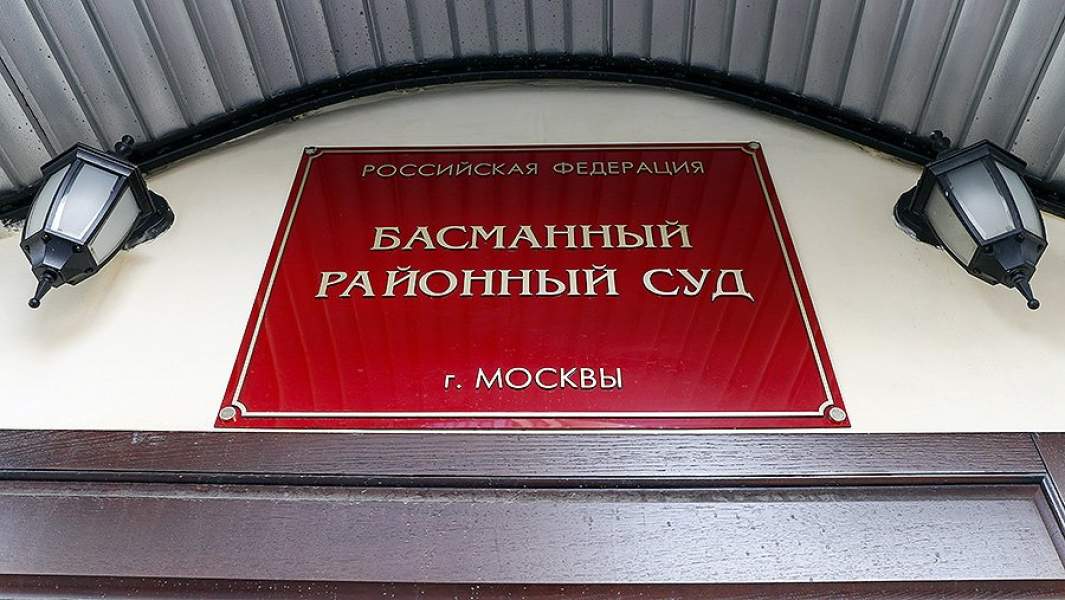 РОССИЙСКАЯ ФЕДЕРАЦИЯ
БАСМАННЫЙ
РАЙОННЫЙ СУД
г. МОСКВЫ